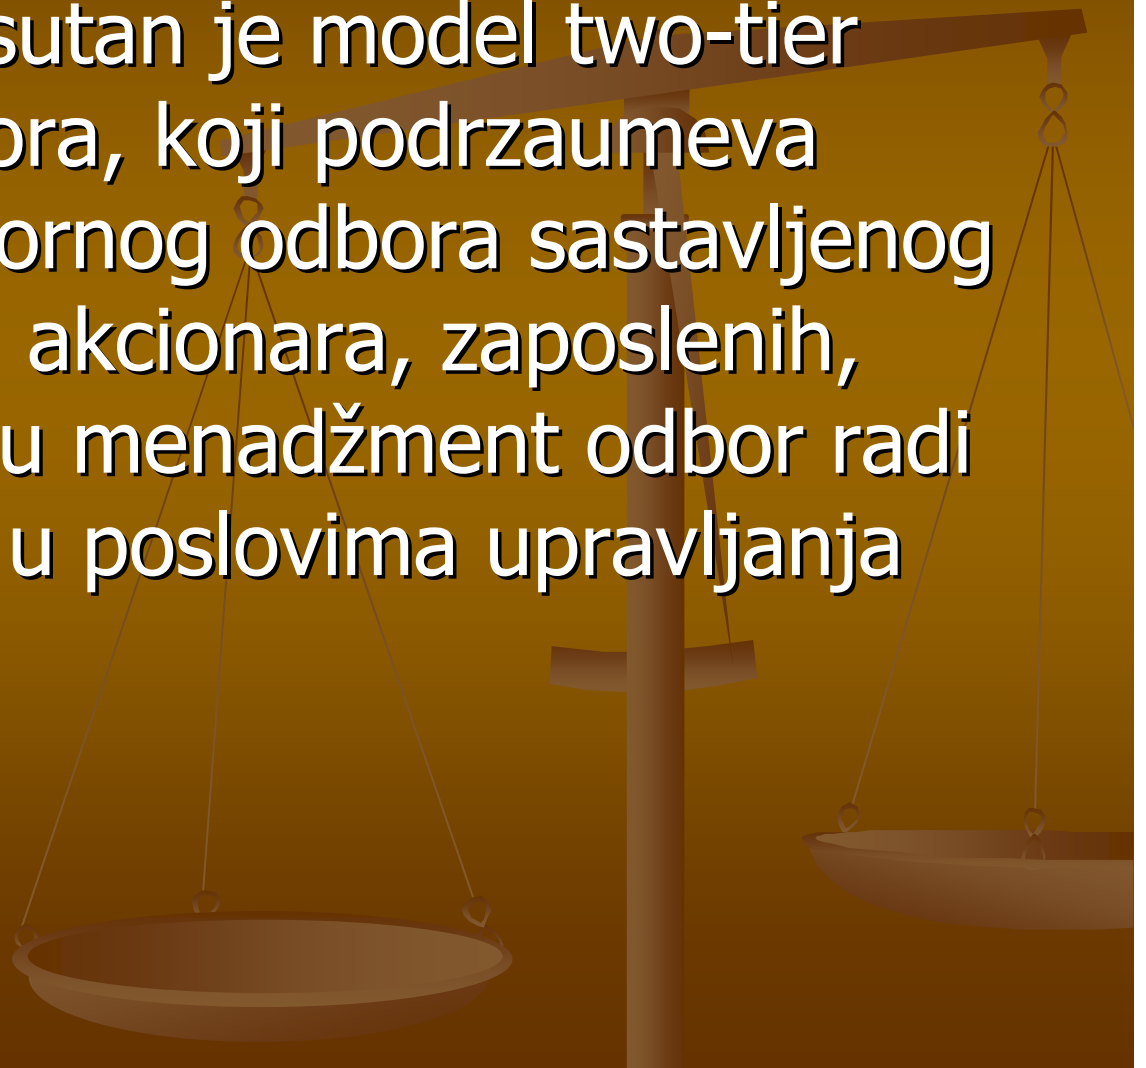 sutan je model two-tier
ora, koji podrzaumeva
ornog odbora sastavljenog
akcionara, zaposlenih,
u menadžment odbor radi
u poslovima upravljanja